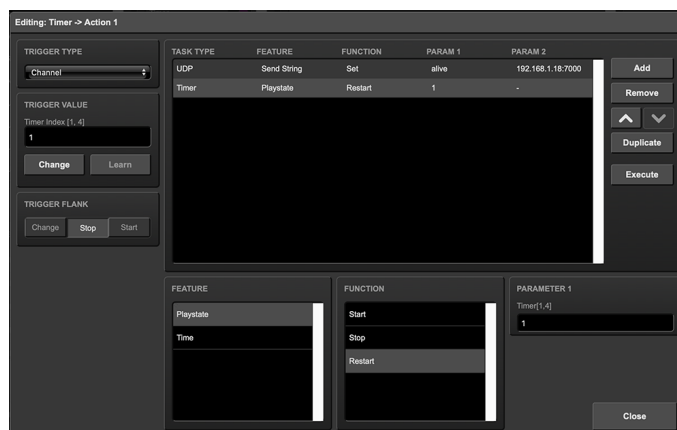 Editing: Timer -> Action 1
TRIGGER TYPE
Channel
TRIGGER VALUE
Timer Index [1, 4]
1
Change Learn
TRIGGER FLANK
Change Stop Start
TASK TYPE FEATURE FUNCTION PARAM 1 PARAM 2
UDP Send String Set alive 192.168.1.18:7000
Timer Playstate Restart 1 -
Add
Remove
Duplicate
Execute
FEATURE
Playstate
Time
FUNCTION
Start
Stop
Restart
PARAMETER 1
Timer[1,4]
1
Close